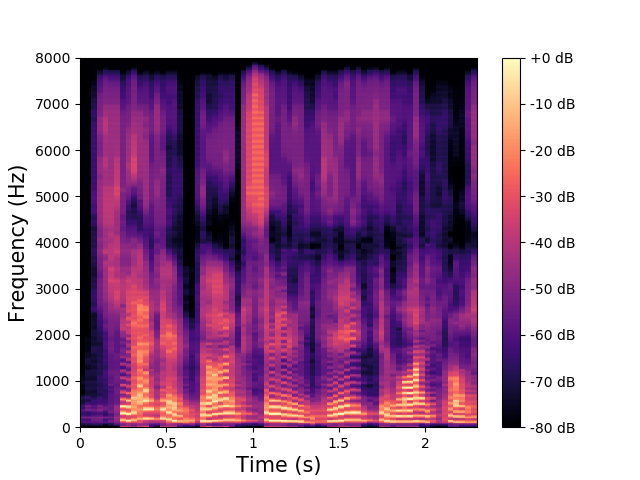 8000
7000
6000
5000
4000
3000
2000
1000
0
Frequency (Hz)
0
0.5
1
1.5
2
Time (s)
+0 dB
-10 dB
-20 dB
-30 dB
-40 dB
-50 dB
-60 dB
-70 dB
-80 dB